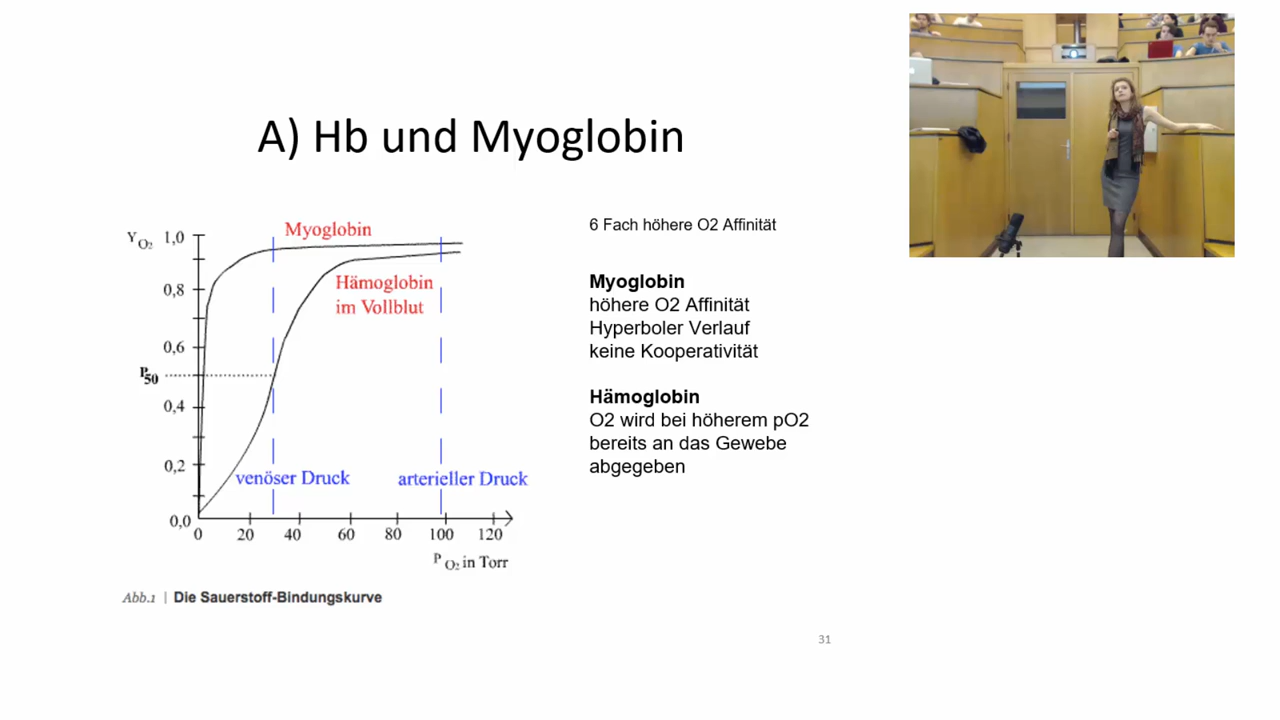 A) Hb und Myoglobin
Y O2
1,0
0,8
0,6
P50
0,4
0,2
0,0
0
20
40
60
80
100
120
P O2 in Torr
Myoglobin
Hämoglobin
im Vollblut
venöser Druck
arterieller Druck
Abb.1 | Die Sauerstoff-Bindungskurve
6 Fach höhere O2 Affinität
Myoglobin
höhere O2 Affinität
Hyperboler Verlauf
keine Kooperativität
Hämoglobin
O2 wird bei höherem pO2
bereits an das Gewebe
abgegeben
31